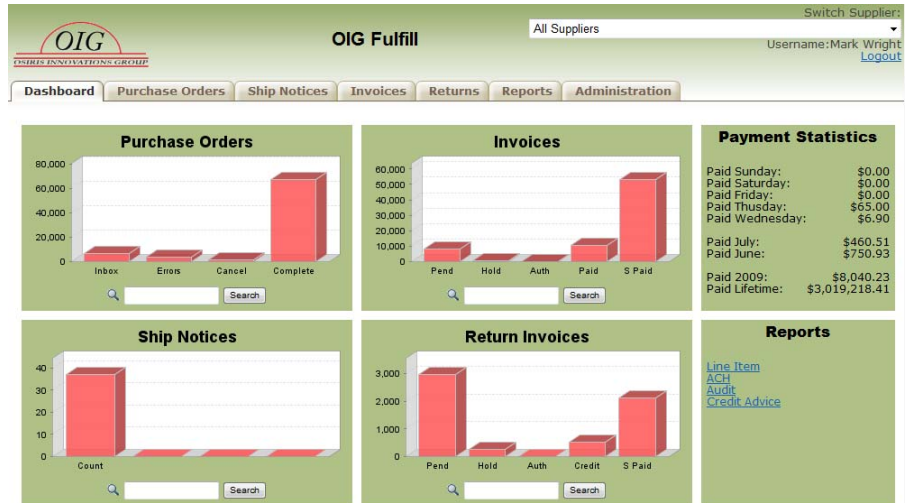 OIG
OSIRIS INNOVATIONS GROUP
OIG Fulfill
Switch Supplier:
All Suppliers
Username:Mark Wright
Logout
Dashboard Purchase Orders Ship Notices Invoices Returns Reports Administration
Purchase Orders
80,000
60,000
40,000
20,000
0
Inbox Errors Cancel Complete
Search
Invoices
60,000
50,000
40,000
30,000
20,000
10,000
0
Pend Hold Auth Paid S Paid
Search
Payment Statistics
Paid Sunday: $0.00
Paid Saturday: $0.00
Paid Friday: $0.00
Paid Thusday: $65.00
Paid Wednesday: $6.90
Paid July: $460.51
Paid June: $750.93
Paid 2009: $8,040.23
Paid Lifetime: $3,019,218.41
Ship Notices
40
30
20
10
0
Count
Search
Return Invoices
3,000
2,000
1,000
0
Pend Hold Auth Credit S Paid
Search
Reports
Line Item
ACH
Audit
Credit Advice